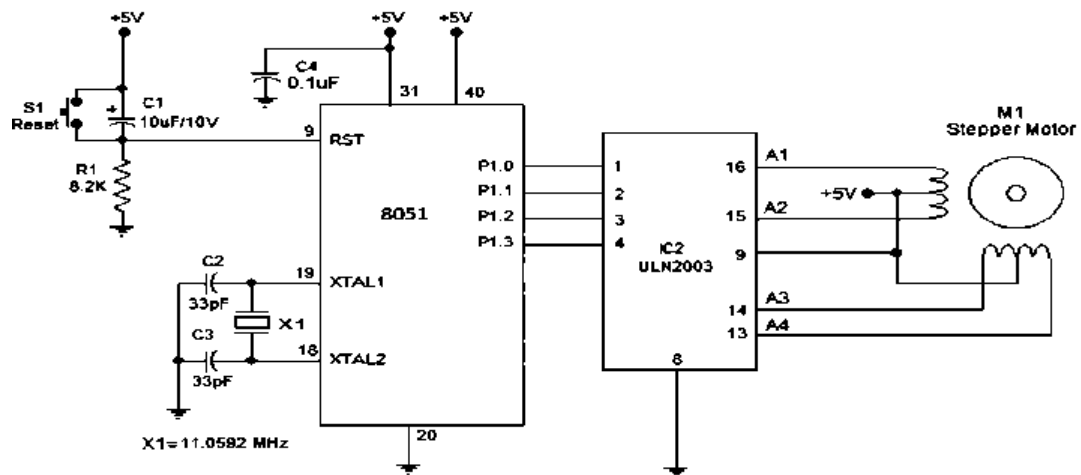 +5V
+5V
+5V
C4
0.1uF
31
40
S1
Reset
C1
+
10uF/10V
9
RST
R1
8.2K
8051
P1.0
P1.1
P1.2
P1.3
1
2
3
4
IC2
ULN2003
16
15
9
14
13
8
A1
A2
A3
A4
+5V
M1
Stepper Motor
C2
33pF
19
XTAL1
X1
C3
33pF
18
XTAL2
20
X1=11.0592 MHz